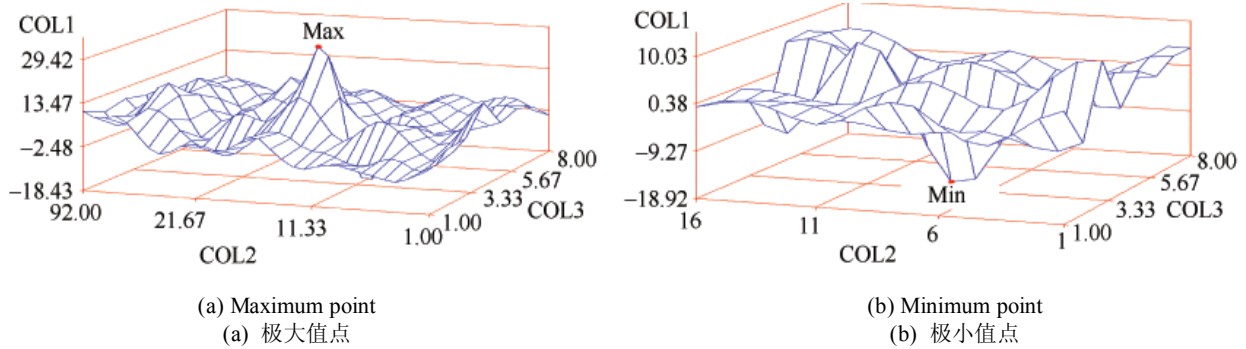 COL1
Max
29.42
13.47
−2.48
−18.43
92.00
21.67
11.33
1.00
1.00
3.33
5.67
8.00
COL2
COL3
(a) Maximum point
(a) 极大值点
COL1
10.03
0.38
−9.27
−18.92
Min
16
11
6
1
1.00
3.33
5.67
8.00
COL2
COL3
(b) Minimum point
(b) 极小值点